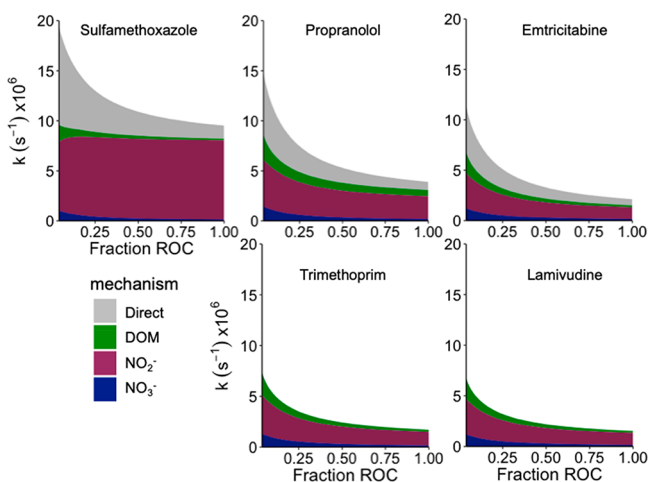 Sulfamethoxazole
Propranolol
Emtricitabine
20
15
10
5
0
k (s⁻¹) x10⁶
0.25 0.50 0.75 1.00
Fraction ROC
20
15
10
5
0
0.25 0.50 0.75 1.00
20
15
10
5
0
0.25 0.50 0.75 1.00
mechanism
Direct
DOM
NO₂⁻
NO₃⁻
Trimethoprim
Lamivudine
20
15
10
5
0
k (s⁻¹) x10⁶
0.25 0.50 0.75 1.00
Fraction ROC
20
15
10
5
0
0.25 0.50 0.75 1.00
Fraction ROC